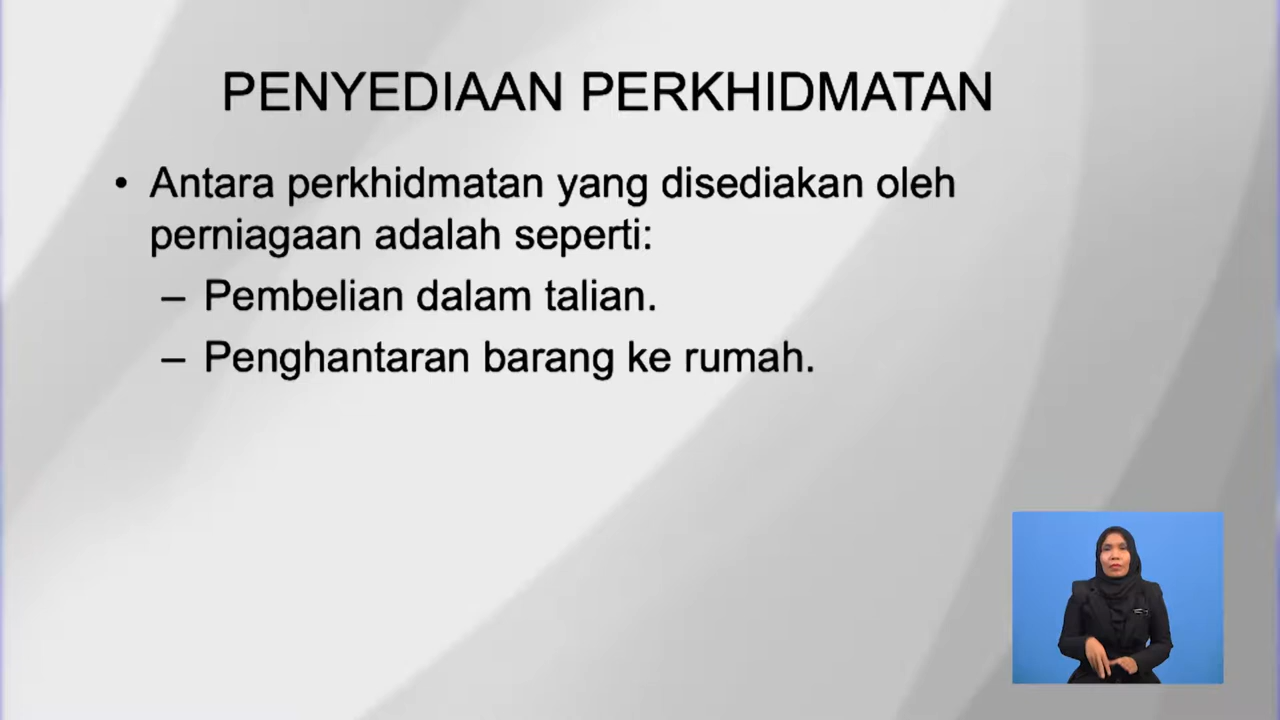 PENYEDIAAN PERKHIDMATAN
• Antara perkhidmatan yang disediakan oleh
perniagaan adalah seperti:
– Pembelian dalam talian.
– Penghantaran barang ke rumah.